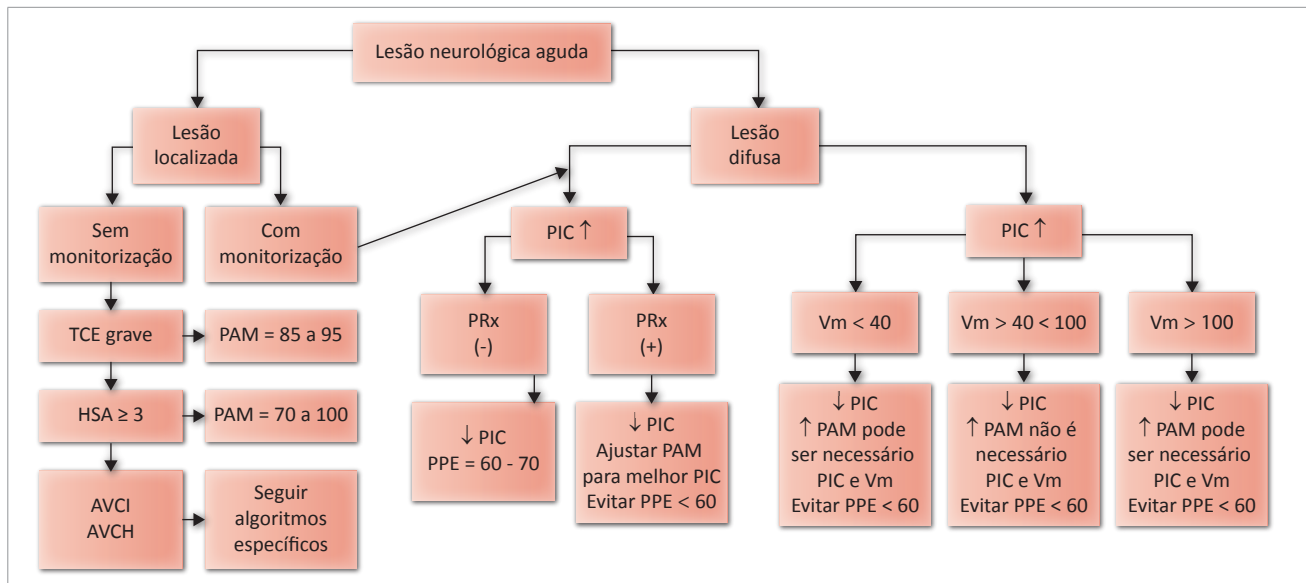 Lesão neurológica aguda
Lesão
localizada
Lesão
difusa
Sem
monitorização
Com
monitorização
PIC ↑
PIC ↑
TCE grave
PAM = 85 a 95
PRx
(-)
PRx
(+)
Vm < 40
Vm > 40 < 100
Vm > 100
HSA ≥ 3
PAM = 70 a 100
↓ PIC
PPE = 60 - 70
↓ PIC
Ajustar PAM
para melhor PIC
Evitar PPE < 60
↓ PIC
↑ PAM pode
ser necessário
PIC e Vm
Evitar PPE < 60
↓ PIC
↑ PAM não é
necessário
PIC e Vm
Evitar PPE < 60
↓ PIC
↑ PAM pode
ser necessário
PIC e Vm
Evitar PPE < 60
AVCI
AVCH
Seguir
algoritmos
específicos